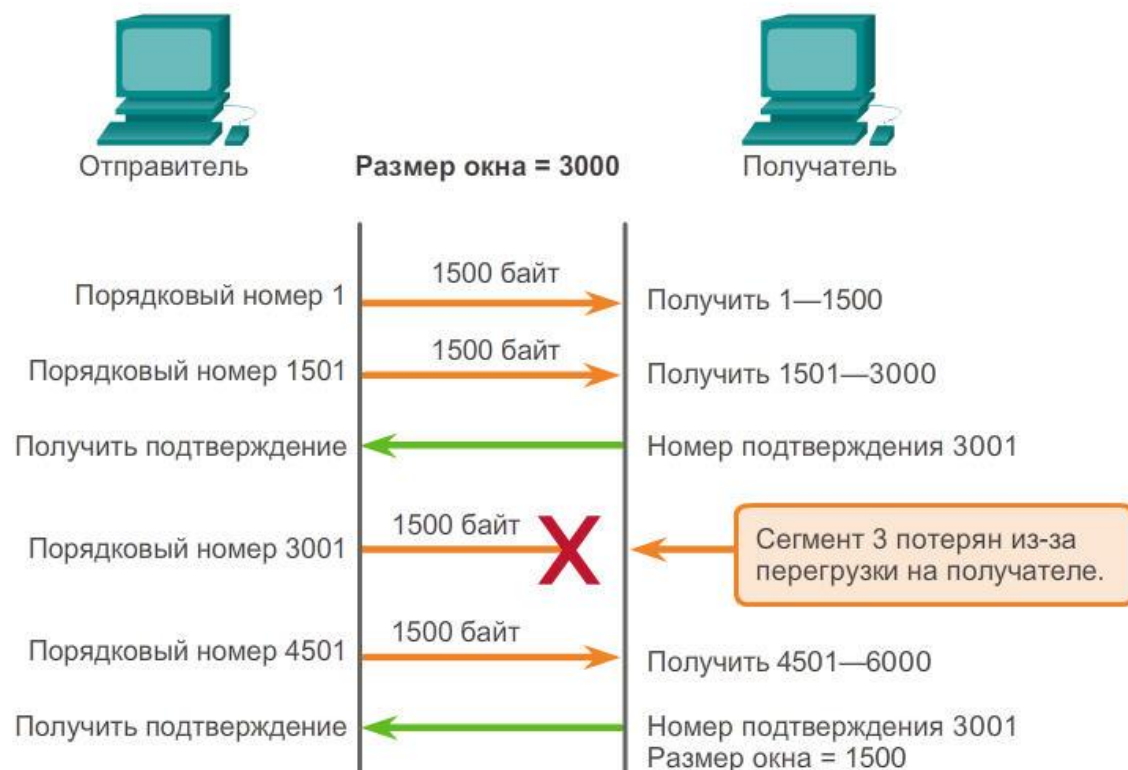 Отправитель
Размер окна = 3000
Получатель
1500 байт
Порядковый номер 1
Получить 1—1500
1500 байт
Порядковый номер 1501
Получить 1501—3000
Получить подтверждение
Номер подтверждения 3001
1500 байт
Порядковый номер 3001
X
Сегмент 3 потерян из-за
перегрузки на получателе.
1500 байт
Порядковый номер 4501
Получить 4501—6000
Получить подтверждение
Номер подтверждения 3001
Размер окна = 1500